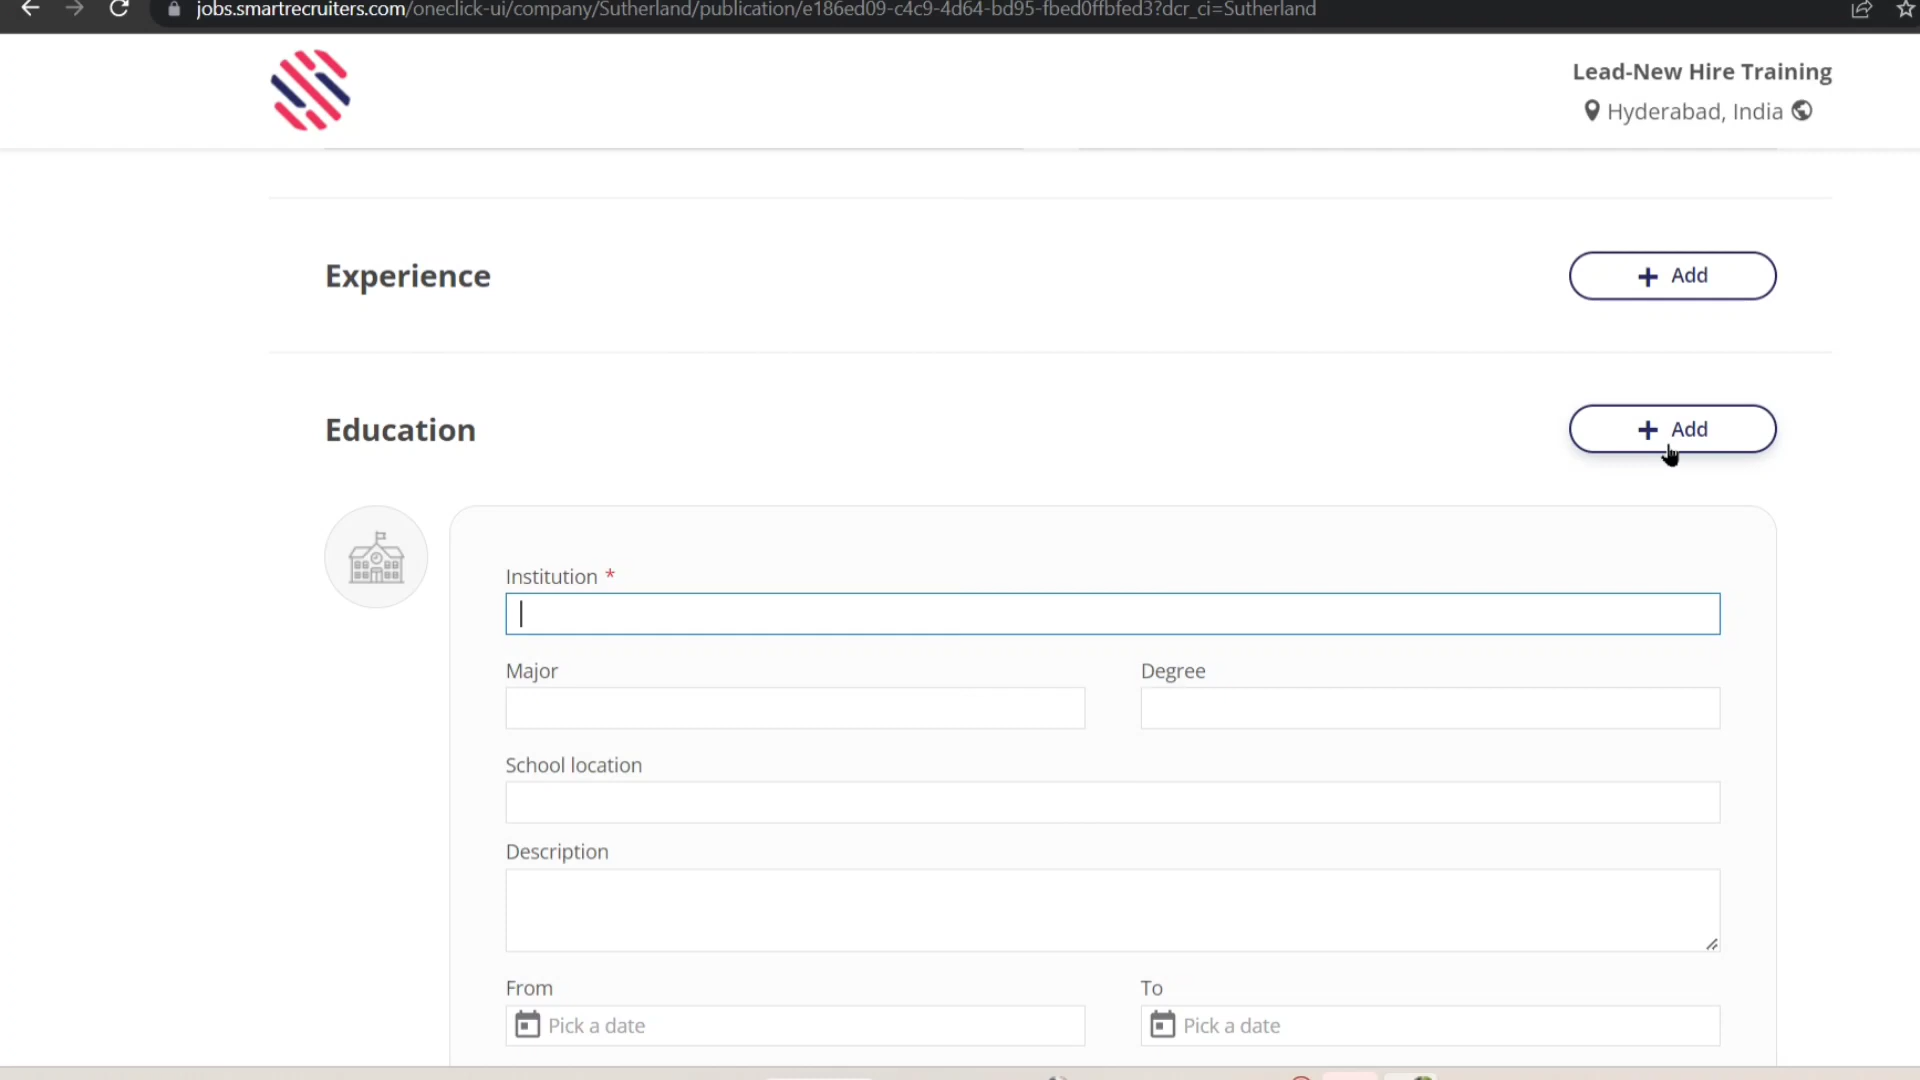 jobs.smartrecruiters.com/oneclick-ui/company/Sutherland/publication/e186ed09-c4c9-4d64-bd95-fbed0ffbfed3?dcr_ci=Sutherland
Lead-New Hire Training
Hyderabad, India
Experience
+ Add
Education
+ Add
Institution *
Major
Degree
School location
Description
From
To
Pick a date
Pick a date